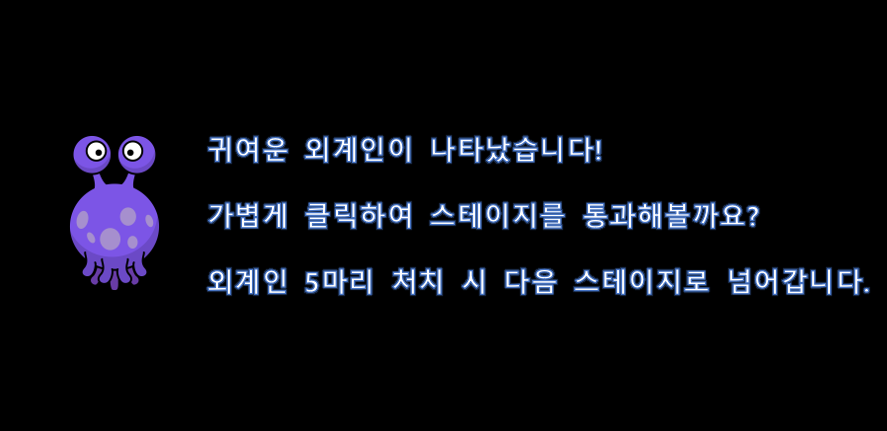 귀여운 외계인이 나타났습니다!
가볍게 클릭하여 스테이지를 통과해볼까요?
외계인 5마리 처치 시 다음 스테이지로 넘어갑니다.